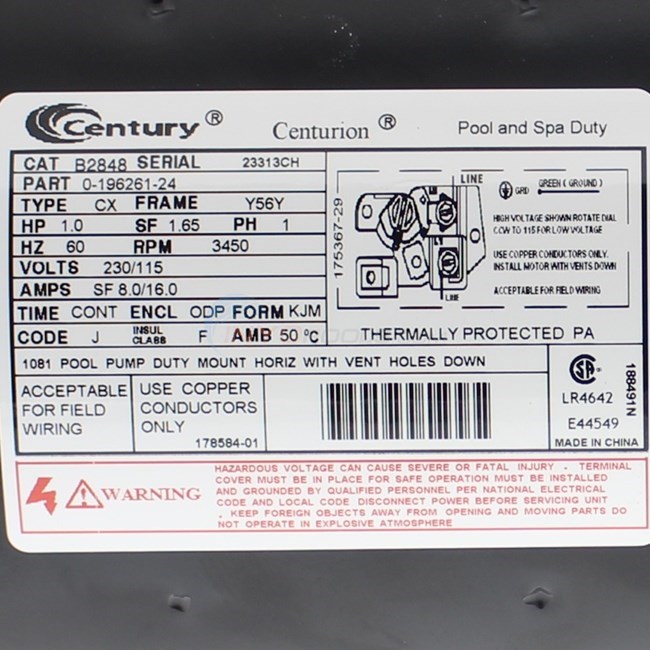 Century ® Centurion ® Pool and Spa Duty
CAT B2848 SERIAL 23313CH
PART 0-196261-24
TYPE CX FRAME Y56Y
HP 1.0 SF 1.65 PH 1
HZ 60 RPM 3450
VOLTS 230/115
AMPS SF 8.0/16.0
TIME CONT ENCL ODP FORM KJM
CODE J INSUL CLASS F AMB 50 °C
175367-29
LINE
LINE
GRD GREEN ( GROUND )
HIGH VOLTAGE SHOWN ROTATE DIAL
CCW TO 115 FOR LOW VOLTAGE
USE COPPER CONDUCTORS ONLY.
INSTALL MOTOR WITH VENTS DOWN
ACCEPTABLE FOR FIELD WIRING
THERMALLY PROTECTED PA
1081 POOL PUMP DUTY MOUNT HORIZ WITH VENT HOLES DOWN
ACCEPTABLE
FOR FIELD
WIRING
USE COPPER
CONDUCTORS
ONLY
178584-01
SA
LR4642
E44549
MADE IN CHINA
188491N
WARNING
HAZARDOUS VOLTAGE CAN CAUSE SEVERE OR FATAL INJURY . TERMINAL
COVER MUST BE IN PLACE FOR SAFE OPERATION MUST BE INSTALLED
AND GROUNDED BY QUALIFIED PERSONNEL PER NATIONAL ELECTRICAL
CODE AND LOCAL CODE DISCONNECT POWER BEFORE SERVICING UNIT
. KEEP FOREIGN OBJECTS AWAY FROM OPENING AND MOVING PARTS DO
NOT OPERATE IN EXPLOSIVE ATMOSPHERE